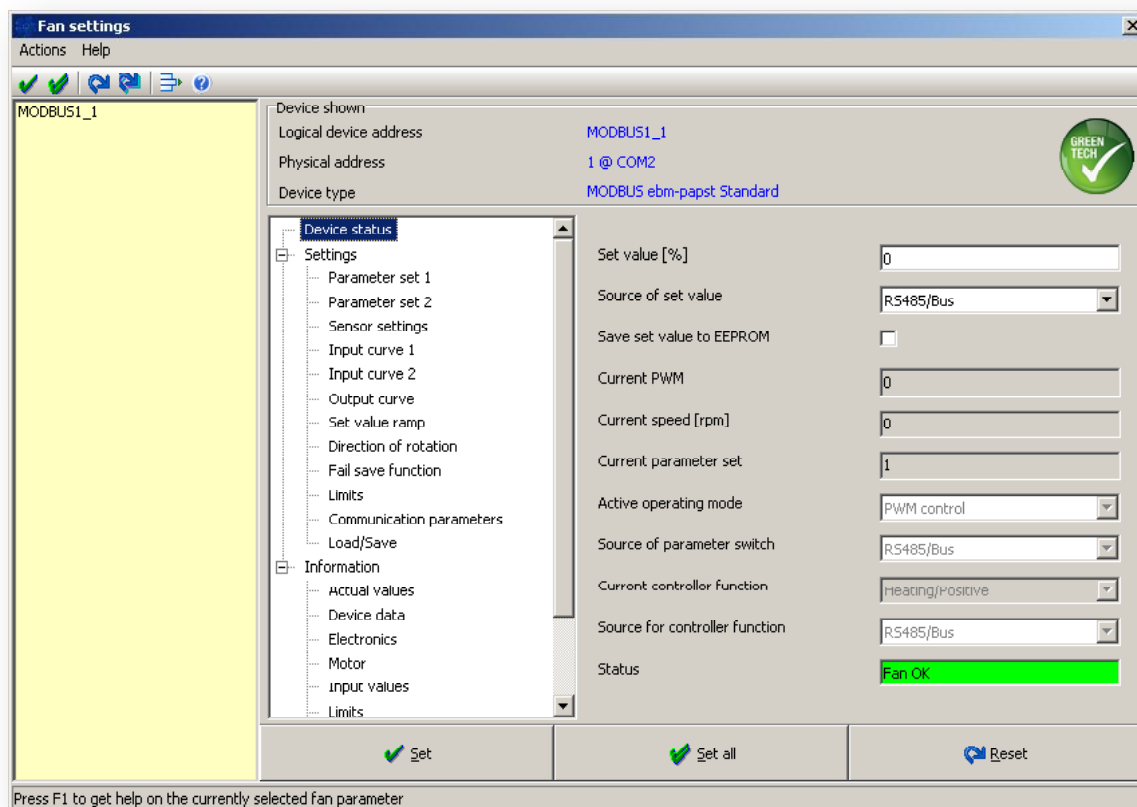 Fan settings
Actions Help
MODBUS1_1
Device shown
Logical device address MODBUS1_1
Physical address 1 @ COM2
Device type MODBUS ebm-papst Standard
GREEN
TECH
Device status
Settings
Parameter set 1
Parameter set 2
Sensor settings
Input curve 1
Input curve 2
Output curve
Set value ramp
Direction of rotation
Fail save function
Limits
Communication parameters
Load/Save
Information
Actual values
Device data
Electronics
Motor
Input values
Limits
Set value [%] 0
Source of set value RS485/Bus
Save set value to EEPROM
Current PWM 0
Current speed [rpm] 0
Current parameter set 1
Active operating mode PWM control
Source of parameter switch RS485/Bus
Current controller function Heating/Positive
Source for controller function RS485/Bus
Status Fan OK
Set Set all Reset
Press F1 to get help on the currently selected fan parameter